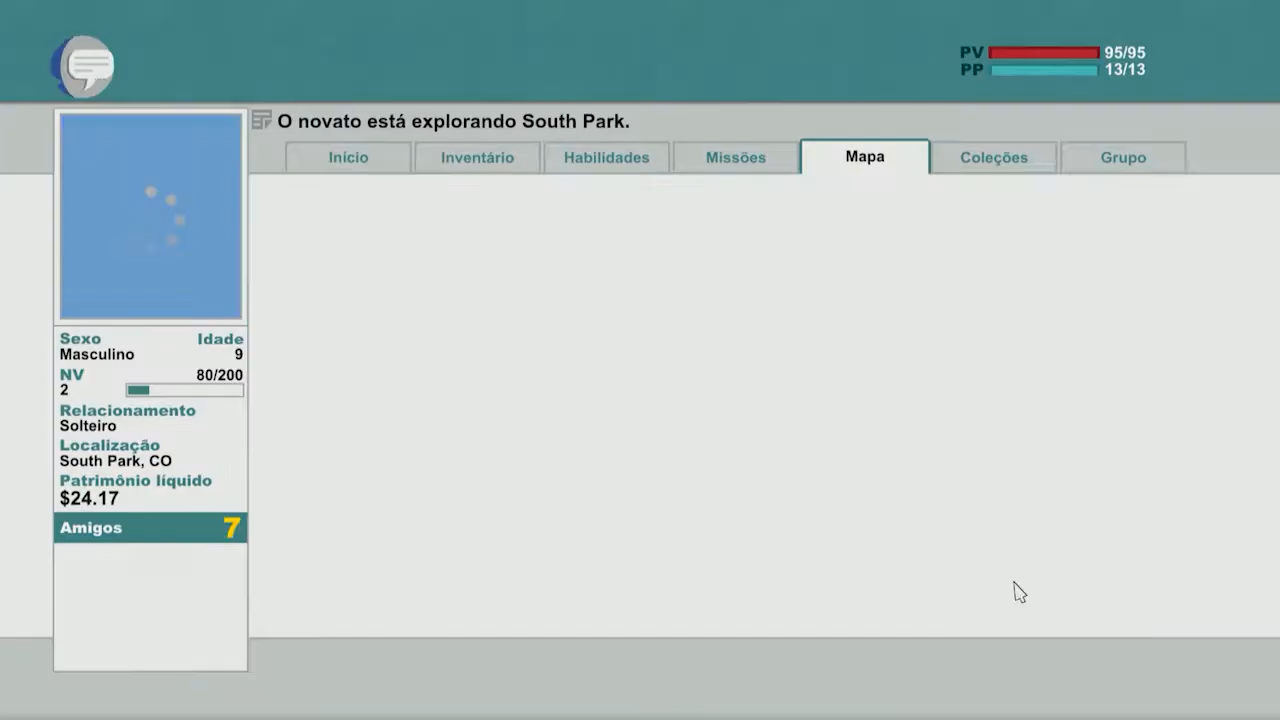 PV 95/95
PP 13/13
O novato está explorando South Park.
Início Inventário Habilidades Missões Mapa Coleções Grupo
Sexo Idade
Masculino 9
NV 80/200
2
Relacionamento
Solteiro
Localização
South Park, CO
Patrimônio líquido
$24.17
Amigos 7